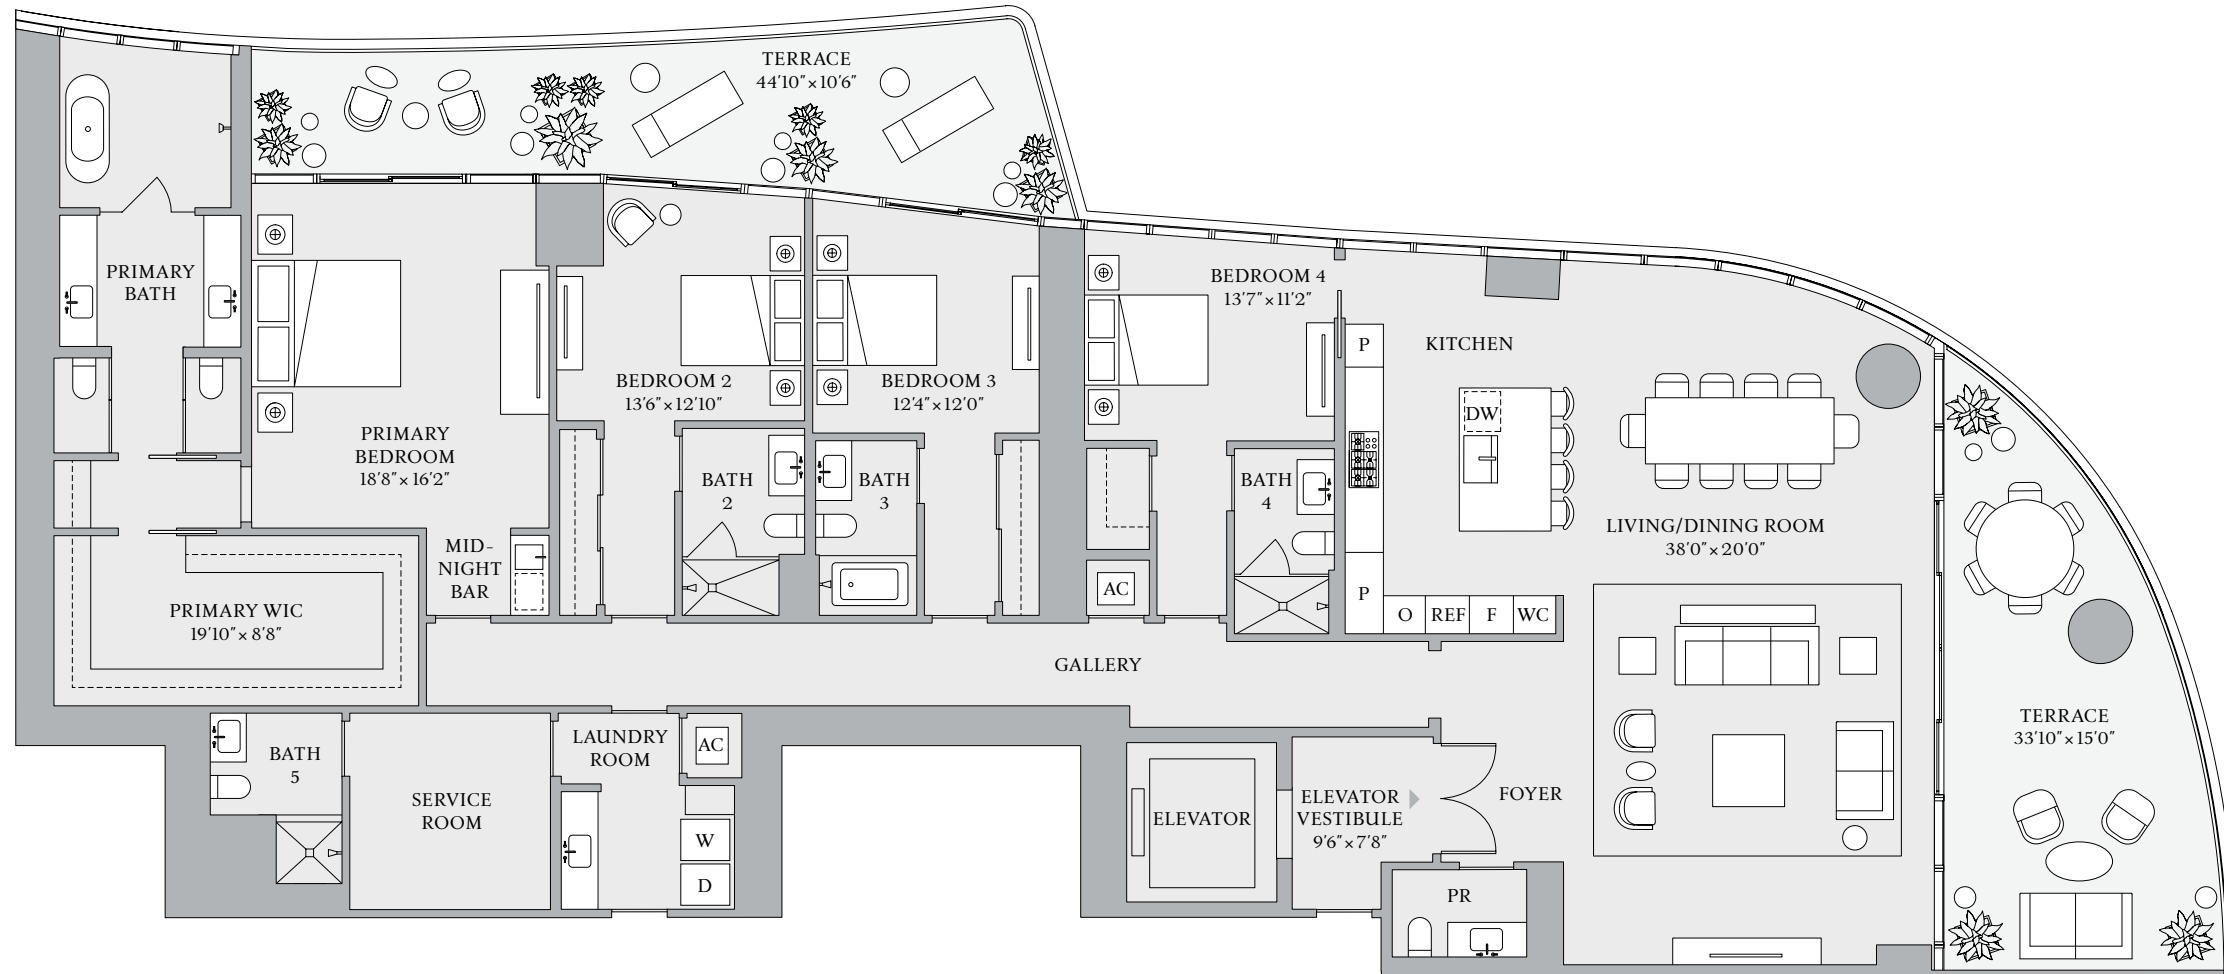 TERRACE
44'10"×10'6"
PRIMARY
BATH
PRIMARY
BEDROOM
18'8"×16'2"
BEDROOM 2
13'6"×12'10"
BEDROOM 3
12'4"×12'0"
BEDROOM 4
13'7"×11'2"
P
KITCHEN
DW
BATH
2
BATH
3
BATH
4
LIVING/DINING ROOM
38'0"×20'0"
MID-
NIGHT
BAR
AC
P
O
REF
F
WC
PRIMARY WIC
19'10"×8'8"
GALLERY
BATH
5
SERVICE
ROOM
LAUNDRY
ROOM
AC
W
D
ELEVATOR
ELEVATOR
VESTIBULE
9'6"×7'8"
FOYER
PR
TERRACE
33'10"×15'0"